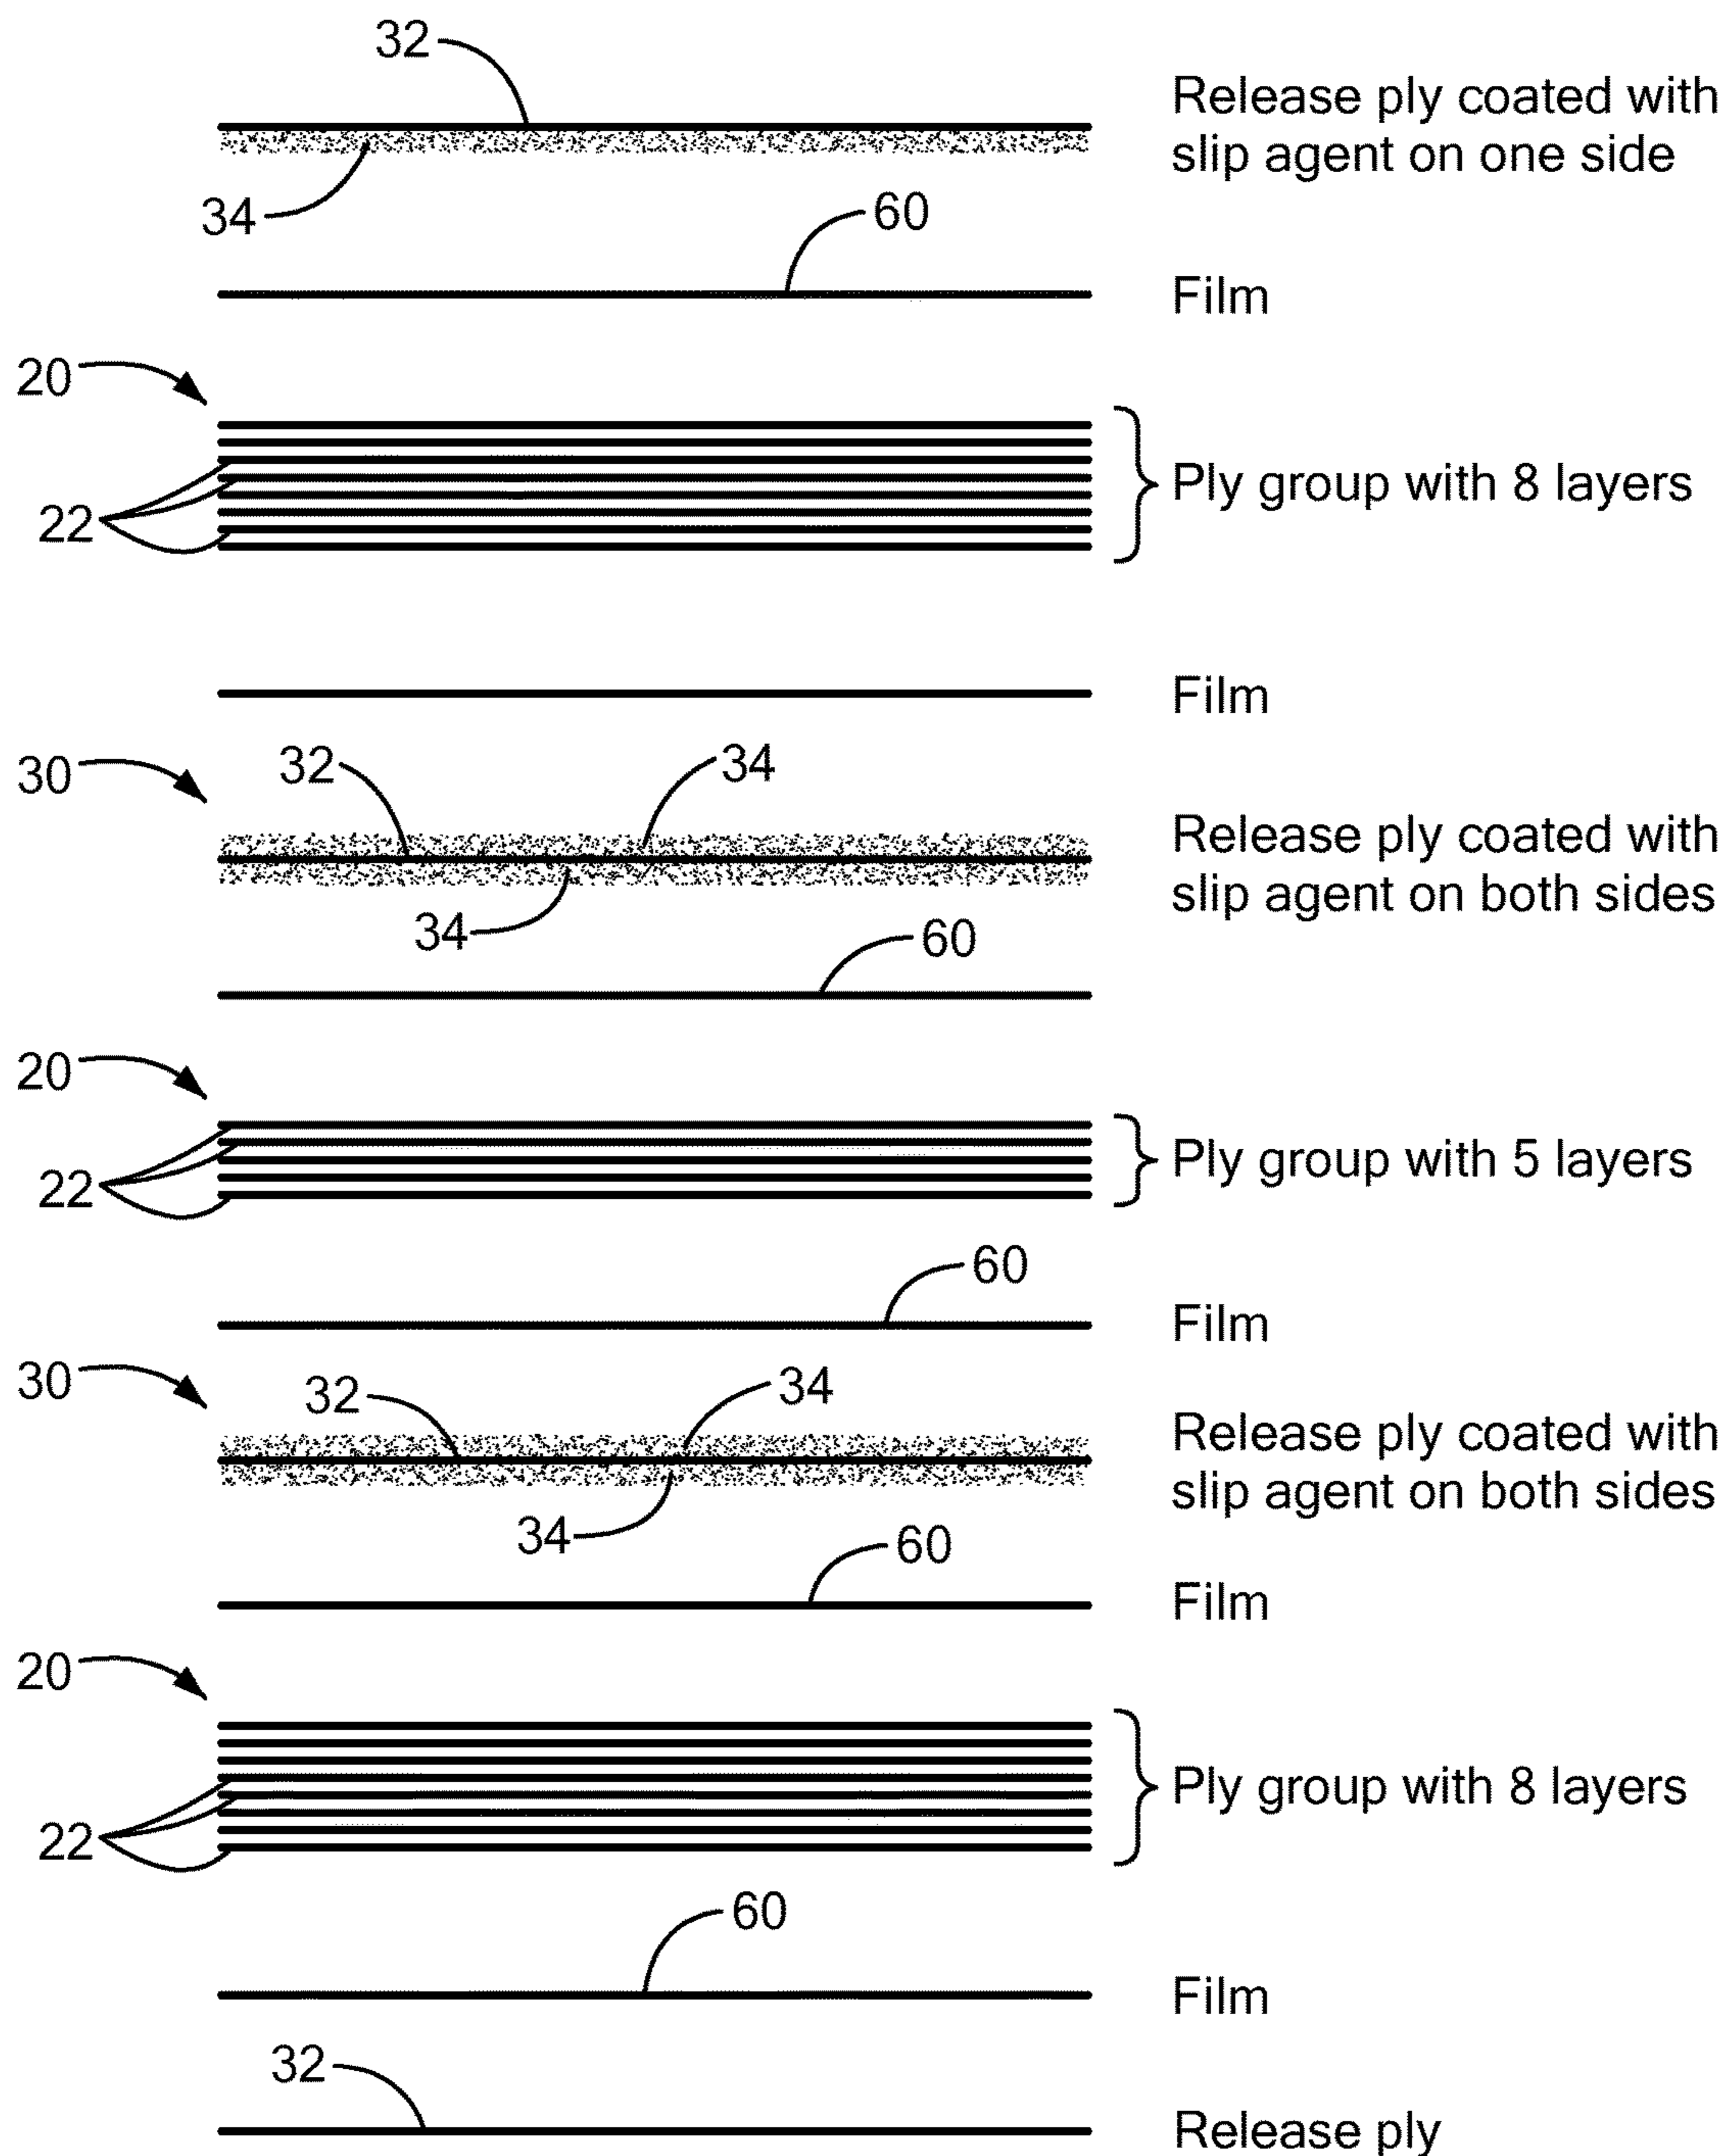 32
Release ply coated with
slip agent on one side
34
60
Film
20
Ply group with 8 layers
22
Film
30
32
34
Release ply coated with
slip agent on both sides
34
60
20
Ply group with 5 layers
22
60
Film
30
32
34
Release ply coated with
slip agent on both sides
34
60
Film
20
Ply group with 8 layers
22
60
Film
32
Release ply